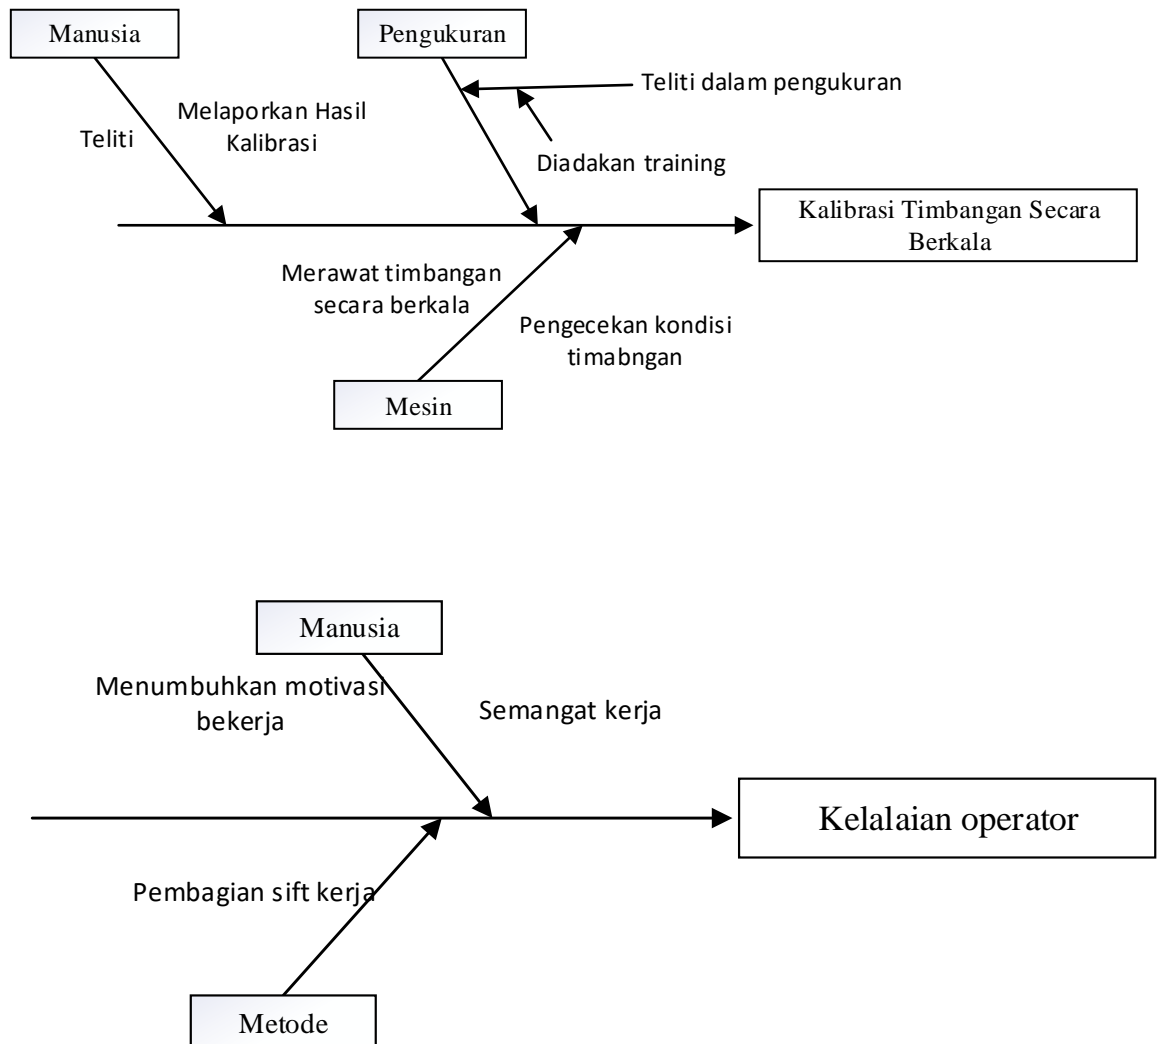 Manusia
Pengukuran
Teliti dalam pengukuran
Melaporkan Hasil
Kalibrasi
Teliti
Diadakan training
Kalibrasi Timbangan Secara
Berkala
Merawat timbangan
secara berkala
Pengecekan kondisi
timabngan
Mesin
Manusia
Menumbuhkan motivasi
bekerja
Semangat kerja
Kelalaian operator
Pembagian sift kerja
Metode